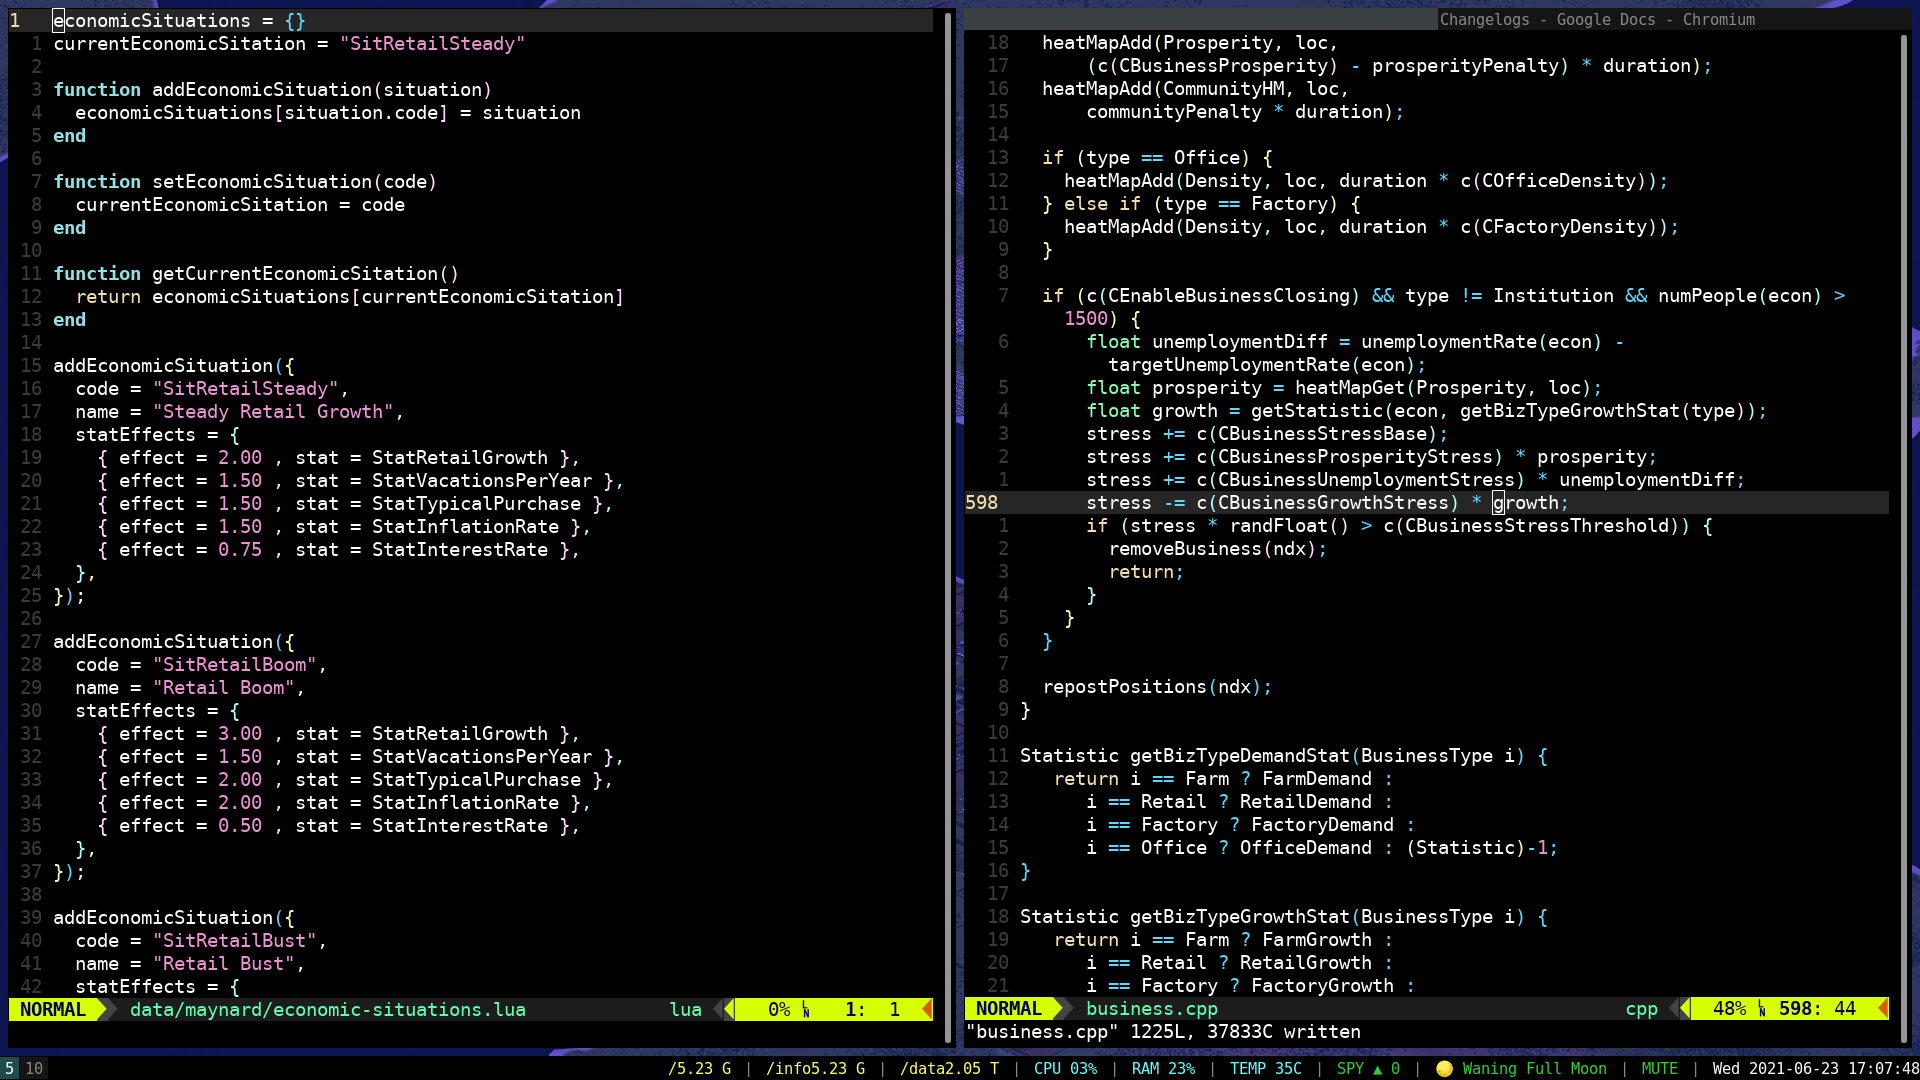 1 economicSituations = {}
1 currentEconomicSitation = "SitRetailSteady"
2
3 function addEconomicSituation(situation)
4 economicSituations[situation.code] = situation
5 end
6
7 function setEconomicSituation(code)
8 currentEconomicSitation = code
9 end
10
11 function getCurrentEconomicSitation()
12 return economicSituations[currentEconomicSitation]
13 end
14
15 addEconomicSituation({
16 code = "SitRetailSteady",
17 name = "Steady Retail Growth",
18 statEffects = {
19 { effect = 2.00 , stat = StatRetailGrowth },
20 { effect = 1.50 , stat = StatVacationsPerYear },
21 { effect = 1.50 , stat = StatTypicalPurchase },
22 { effect = 1.50 , stat = StatInflationRate },
23 { effect = 0.75 , stat = StatInterestRate },
24 },
25 });
26
27 addEconomicSituation({
28 code = "SitRetailBoom",
29 name = "Retail Boom",
30 statEffects = {
31 { effect = 3.00 , stat = StatRetailGrowth },
32 { effect = 1.50 , stat = StatVacationsPerYear },
33 { effect = 2.00 , stat = StatTypicalPurchase },
34 { effect = 2.00 , stat = StatInflationRate },
35 { effect = 0.50 , stat = StatInterestRate },
36 },
37 });
38
39 addEconomicSituation({
40 code = "SitRetailBust",
41 name = "Retail Bust",
42 statEffects = {
NORMAL data/maynard/economic-situations.lua lua 0% ␤ 1: 1
Changelogs - Google Docs - Chromium
18 heatMapAdd(Prosperity, loc,
17 (c(CBusinessProsperity) - prosperityPenalty) * duration);
16 heatMapAdd(CommunityHM, loc,
15 communityPenalty * duration);
14
13 if (type == Office) {
12 heatMapAdd(Density, loc, duration * c(COfficeDensity));
11 } else if (type == Factory) {
10 heatMapAdd(Density, loc, duration * c(CFactoryDensity));
9 }
8
7 if (c(CEnableBusinessClosing) && type != Institution && numPeople(econ) >
1500) {
6 float unemploymentDiff = unemploymentRate(econ) -
targetUnemploymentRate(econ);
5 float prosperity = heatMapGet(Prosperity, loc);
4 float growth = getStatistic(econ, getBizTypeGrowthStat(type));
3 stress += c(CBusinessStressBase);
2 stress += c(CBusinessProsperityStress) * prosperity;
1 stress += c(CBusinessUnemploymentStress) * unemploymentDiff;
598 stress -= c(CBusinessGrowthStress) * growth;
1 if (stress * randFloat() > c(CBusinessStressThreshold)) {
2 removeBusiness(ndx);
3 return;
4 }
5 }
6 }
7
8 repostPositions(ndx);
9 }
10
11 Statistic getBizTypeDemandStat(BusinessType i) {
12 return i == Farm ? FarmDemand :
13 i == Retail ? RetailDemand :
14 i == Factory ? FactoryDemand :
15 i == Office ? OfficeDemand : (Statistic)-1;
16 }
17
18 Statistic getBizTypeGrowthStat(BusinessType i) {
19 return i == Farm ? FarmGrowth :
20 i == Retail ? RetailGrowth :
21 i == Factory ? FactoryGrowth :
NORMAL business.cpp cpp 48% ␤ 598: 44
"business.cpp" 1225L, 37833C written
5 10 /5.23 G | /info5.23 G | /data2.05 T | CPU 03% | RAM 23% | TEMP 35C | SPY ▲ 0 | Waning Full Moon | MUTE | Wed 2021-06-23 17:07:48